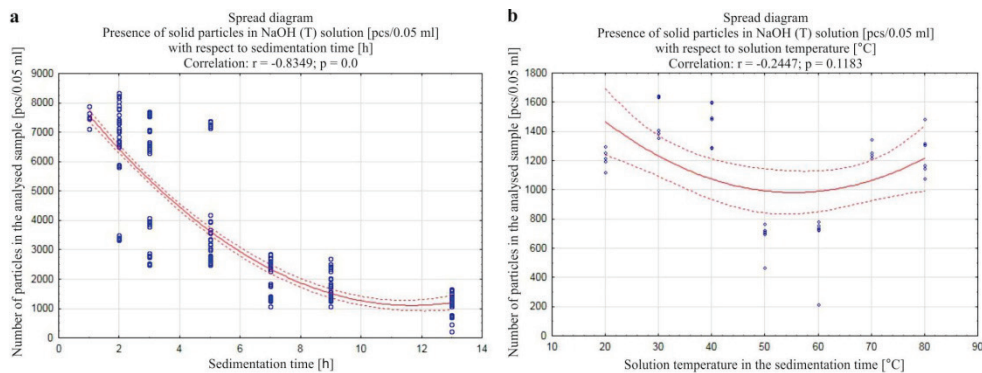 a
Spread diagram
Presence of solid particles in NaOH (T) solution [pcs/0.05 ml]
with respect to sedimentation time [h]
Correlation: r = -0.8349; p = 0.0
Number of particles in the analysed sample [pcs/0.05 ml]
9000
8000
7000
6000
5000
4000
3000
2000
1000
0
0 2 4 6 8 10 12 14
Sedimentation time [h]
b
Spread diagram
Presence of solid particles in NaOH (T) solution [pcs/0.05 ml]
with respect to solution temperature [°C]
Correlation: r = -0.2447; p = 0.1183
Number of particles in the analysed sample [pcs/0.05 ml]
1800
1600
1400
1200
1000
800
600
400
200
0
10 20 30 40 50 60 70 80 90
Solution temperature in the sedimentation time [°C]